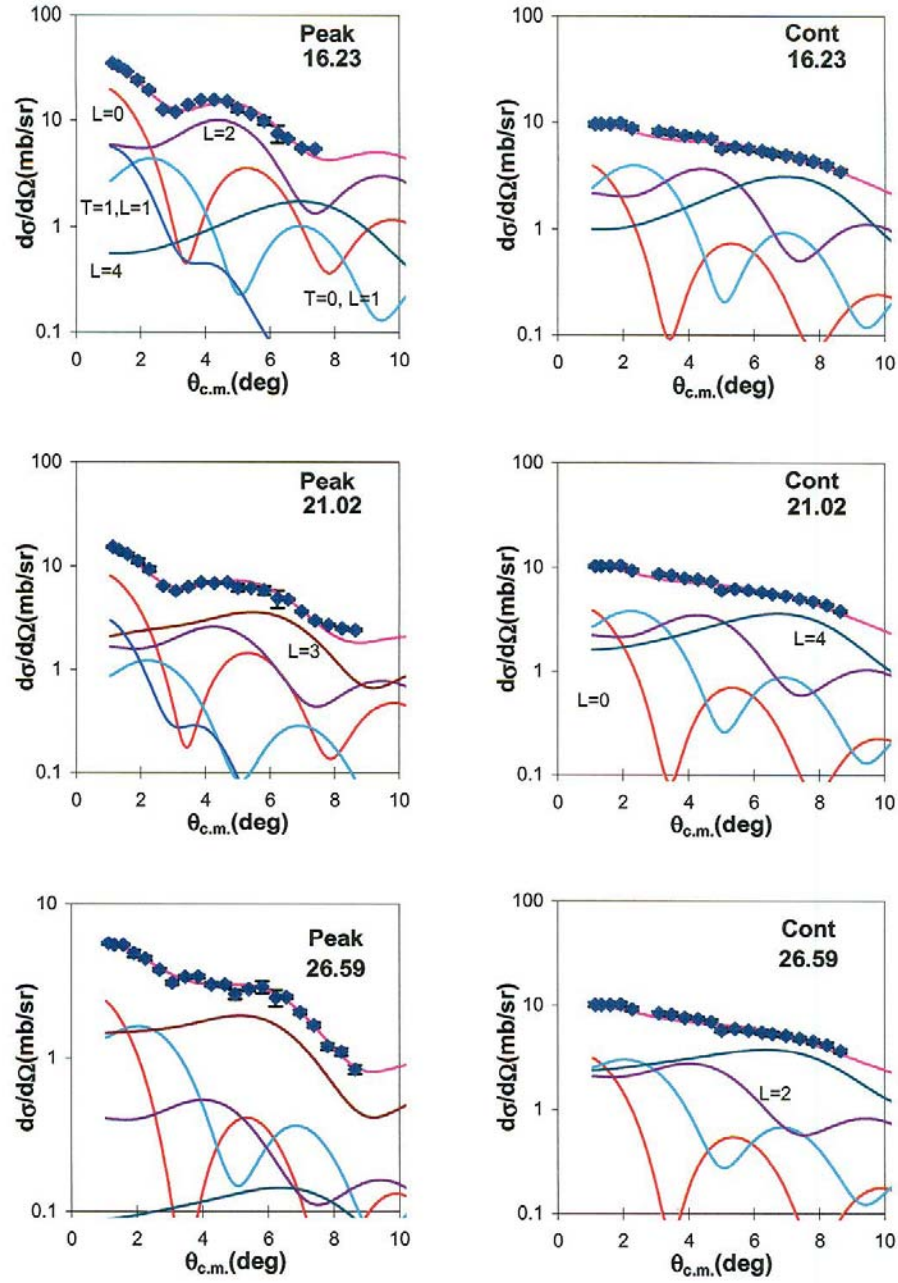 100
10
1
0.1
dσ/dΩ(mb/sr)
Peak
16.23
L=0
L=2
T=1,L=1
L=4
T=0, L=1
0 2 4 6 8 10
θc.m.(deg)
100
10
1
0.1
dσ/dΩ(mb/sr)
Cont
16.23
0 2 4 6 8 10
θc.m.(deg)
100
10
1
0.1
dσ/dΩ(mb/sr)
Peak
21.02
L=3
0 2 4 6 8 10
θc.m.(deg)
100
10
1
0.1
dσ/dΩ(mb/sr)
Cont
21.02
L=4
L=0
0 2 4 6 8 10
θc.m.(deg)
10
1
0.1
dσ/dΩ(mb/sr)
Peak
26.59
0 2 4 6 8 10
θc.m.(deg)
100
10
1
0.1
dσ/dΩ(mb/sr)
Cont
26.59
L=2
0 2 4 6 8 10
θc.m.(deg)